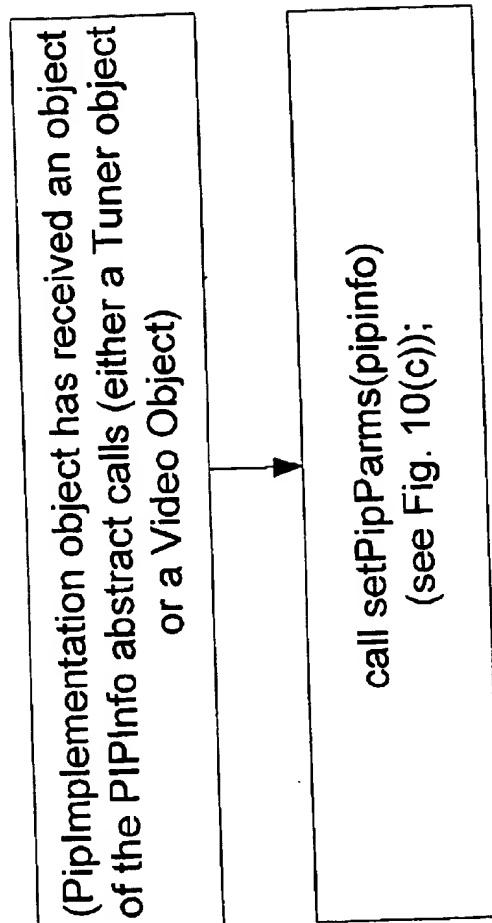 (PipImplementation object has received an object
of the PIPInfo abstract calls (either a Tuner object
or a Video Object)
call setPipParms(pipinfo)
(see Fig. 10(c));